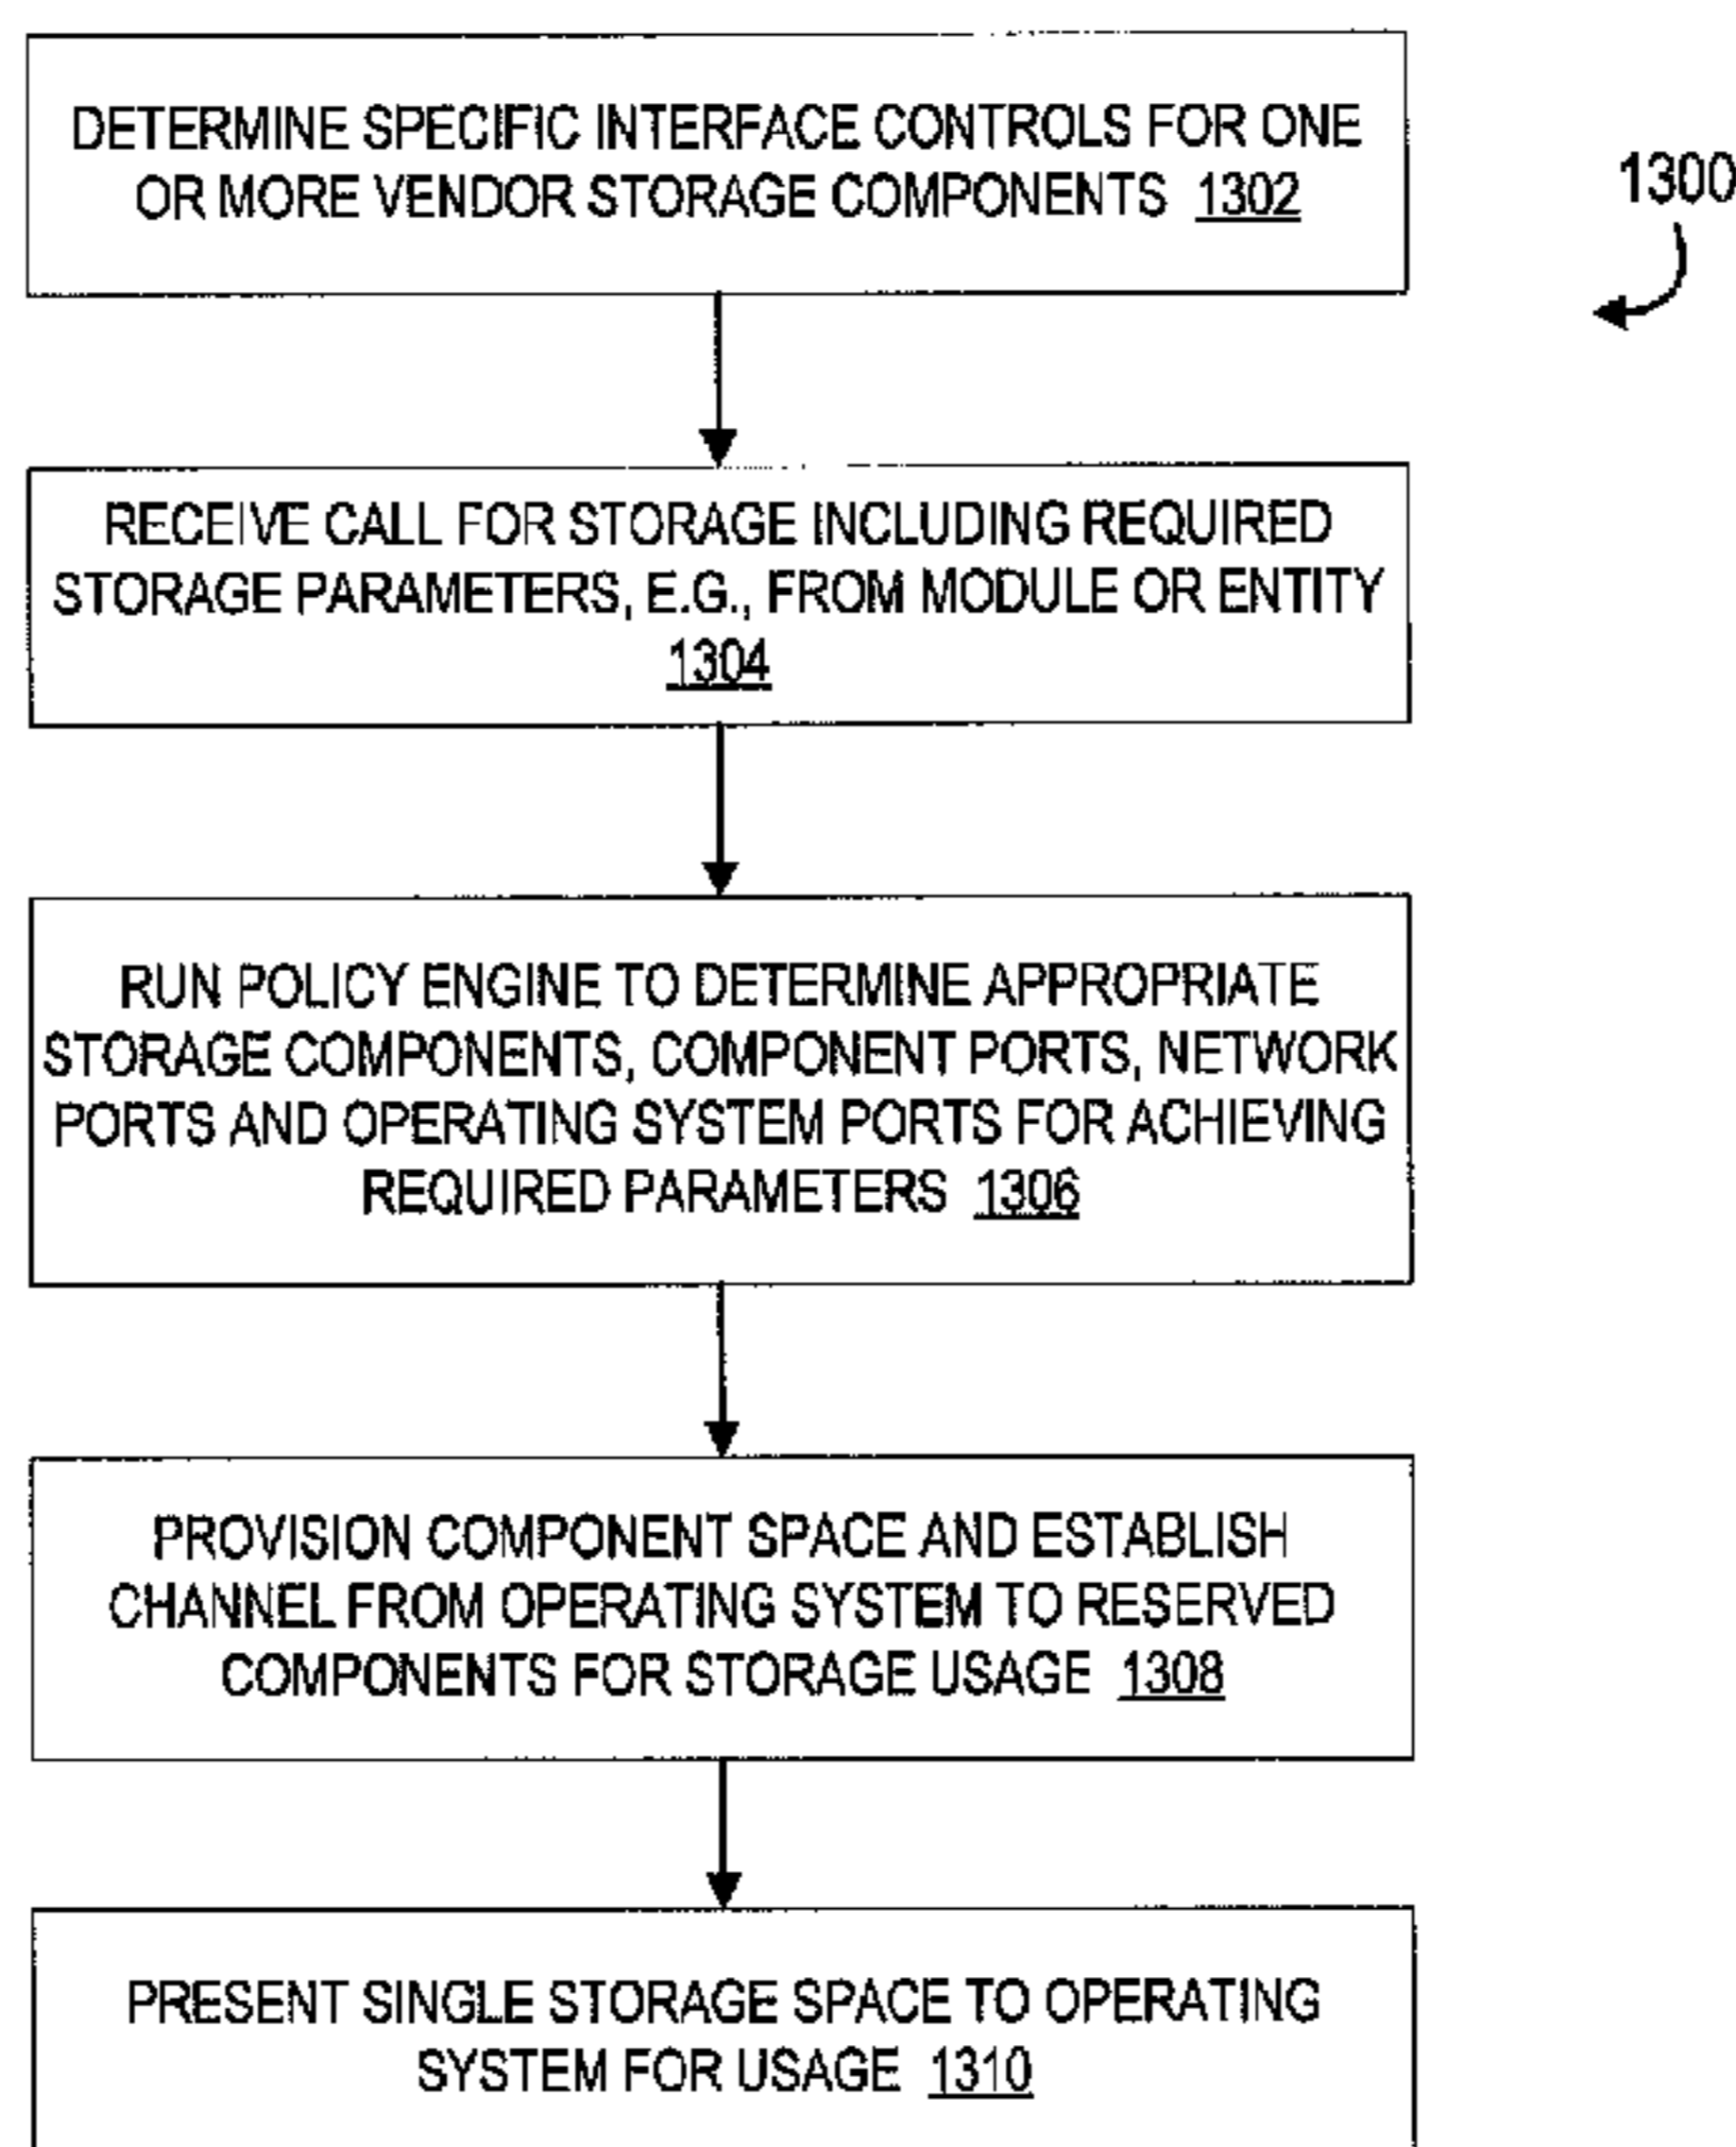 DETERMINE SPECIFIC INTERFACE CONTROLS FOR ONE
OR MORE VENDOR STORAGE COMPONENTS 1302
1300
RECEIVE CALL FOR STORAGE INCLUDING REQUIRED
STORAGE PARAMETERS, E.G., FROM MODULE OR ENTITY
1304
RUN POLICY ENGINE TO DETERMINE APPROPRIATE
STORAGE COMPONENTS, COMPONENT PORTS, NETWORK
PORTS AND OPERATING SYSTEM PORTS FOR ACHIEVING
REQUIRED PARAMETERS 1306
PROVISION COMPONENT SPACE AND ESTABLISH
CHANNEL FROM OPERATING SYSTEM TO RESERVED
COMPONENTS FOR STORAGE USAGE 1308
PRESENT SINGLE STORAGE SPACE TO OPERATING
SYSTEM FOR USAGE 1310